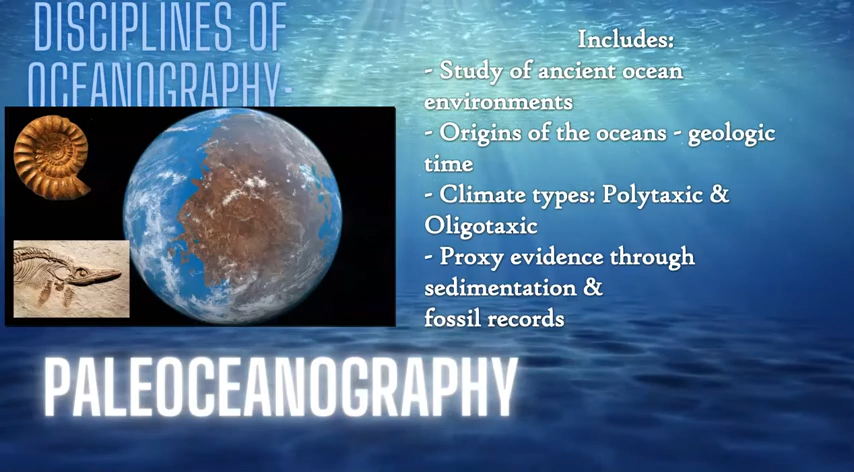 DISCIPLINES OF
OCEANOGRAPHY-
Includes:
- Study of ancient ocean
environments
- Origins of the oceans - geologic
time
- Climate types: Polytaxic &
Oligotaxic
- Proxy evidence through
sedimentation &
fossil records
PALEOCEANOGRAPHY